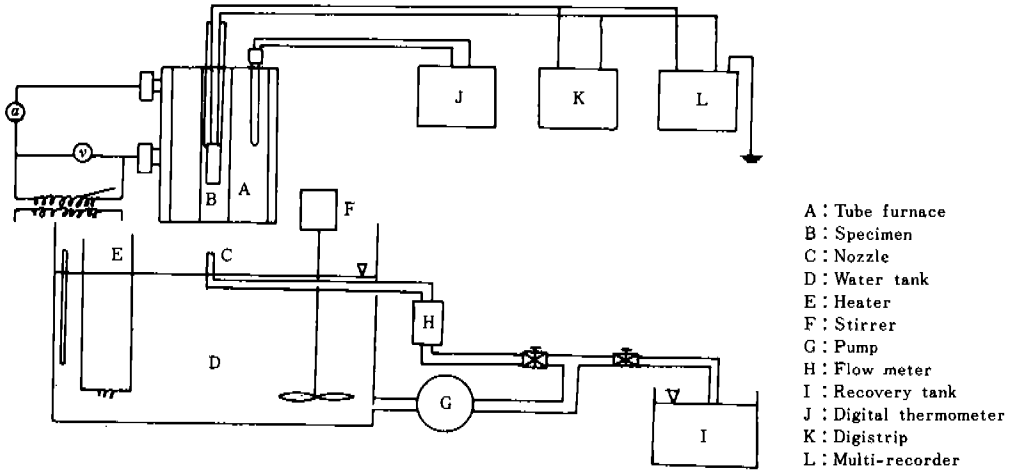 J
K
L
a
v
B
A
F
E
C
H
D
G
I
A : Tube furnace
B : Specimen
C : Nozzle
D : Water tank
E : Heater
F : Stirrer
G : Pump
H : Flow meter
I : Recovery tank
J : Digital thermometer
K : Digistrip
L : Multi-recorder